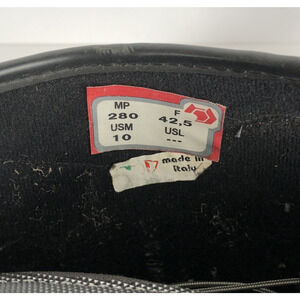 MP F
280 42,5
USM USL
10 ---
made in
Italy